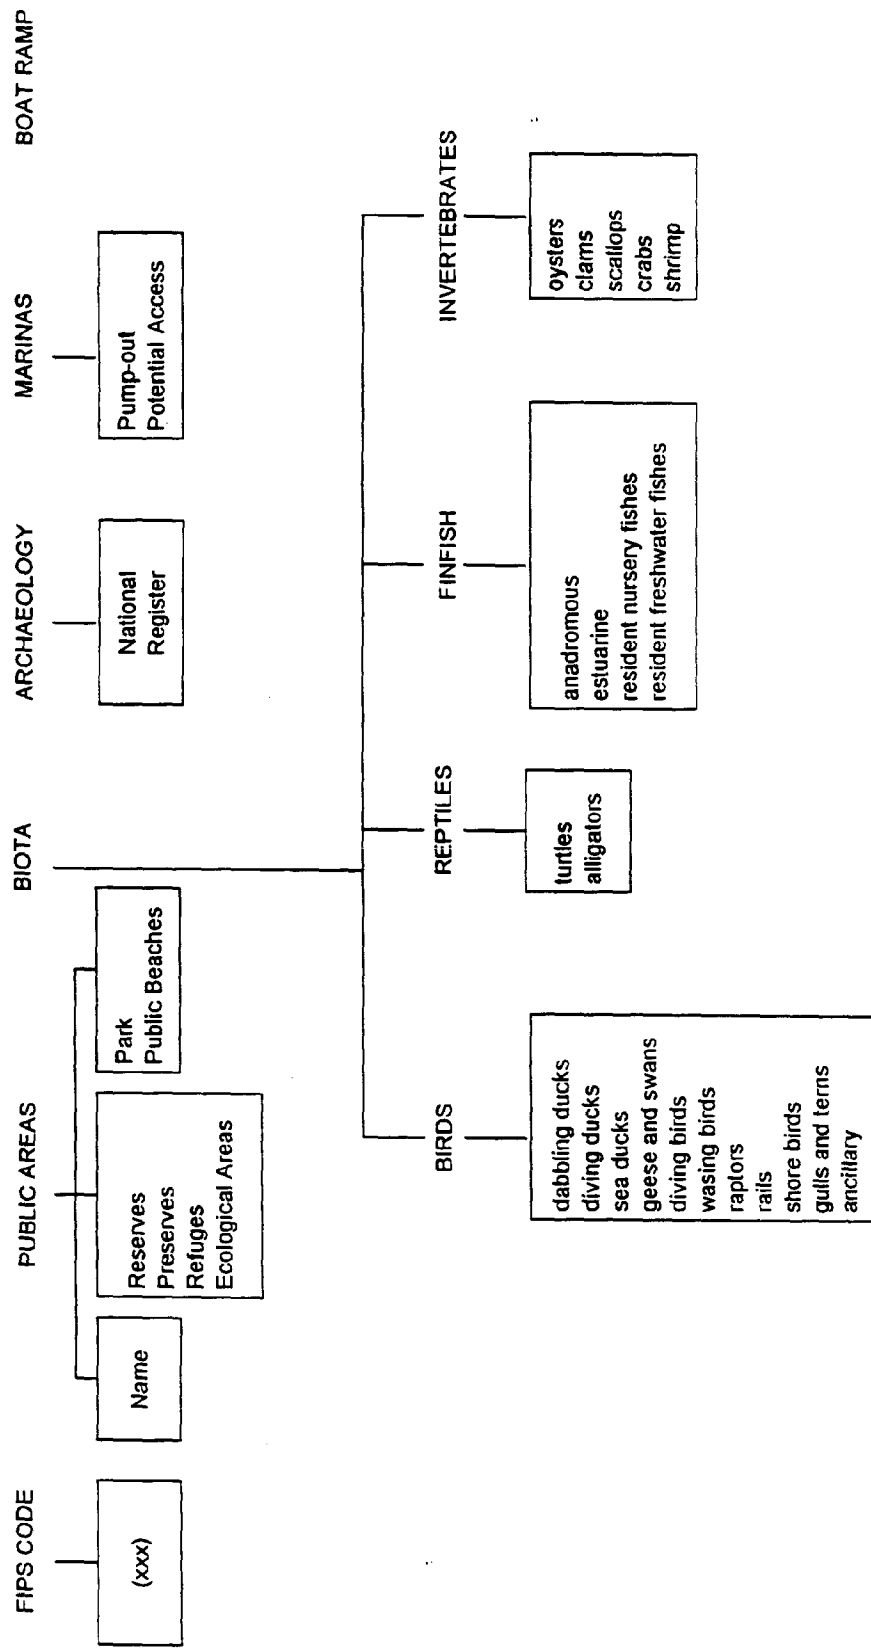 FIPS CODE
(xxx)
PUBLIC AREAS
Name
Reserves
Preserves
Refuges
Ecological Areas
Park
Public Beaches
BIOTA
ARCHAEOLOGY
National
Register
MARINAS
Pump-out
Potential Access
BOAT RAMP
BIRDS
dabbling ducks
diving ducks
sea ducks
geese and swans
diving birds
wasing birds
raptors
rails
shore birds
gulls and terns
ancillary
REPTILES
turtles
alligators
FINFISH
anadromous
estuarine
resident nursery fishes
resident freshwater fishes
INVERTEBRATES
oysters
clams
scallops
crabs
shrimp